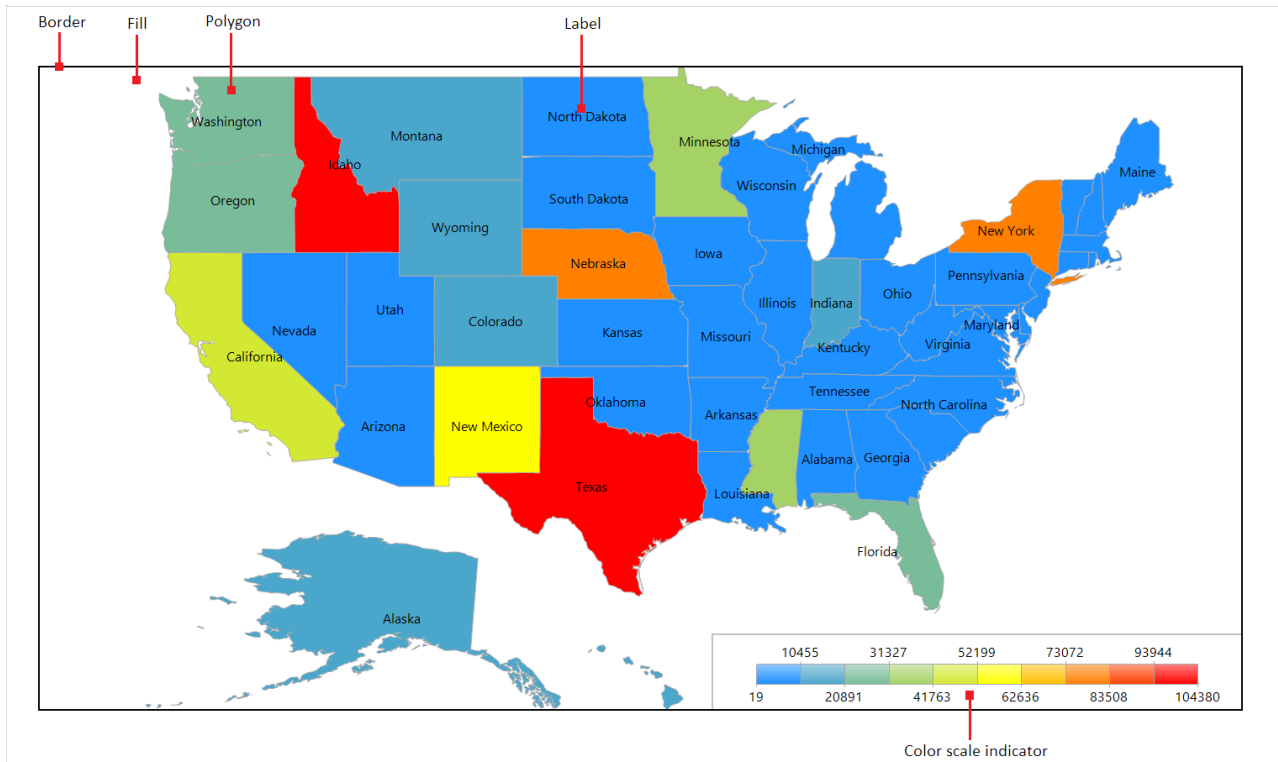 Border
Fill
Polygon
Label
Washington
Montana
North Dakota
Minnesota
Michigan
Maine
Idaho
Oregon
Wyoming
South Dakota
Wisconsin
New York
Nebraska
Iowa
Pennsylvania
Nevada
Utah
Colorado
Kansas
Illinois
Indiana
Ohio
Maryland
California
Missouri
Kentucky
Virginia
Arizona
New Mexico
Oklahoma
Arkansas
Tennessee
North Carolina
Texas
Louisiana
Alabama
Georgia
Florida
Alaska
10455 31327 52199 73072 93944
19 20891 41763 62636 83508 104380
Color scale indicator